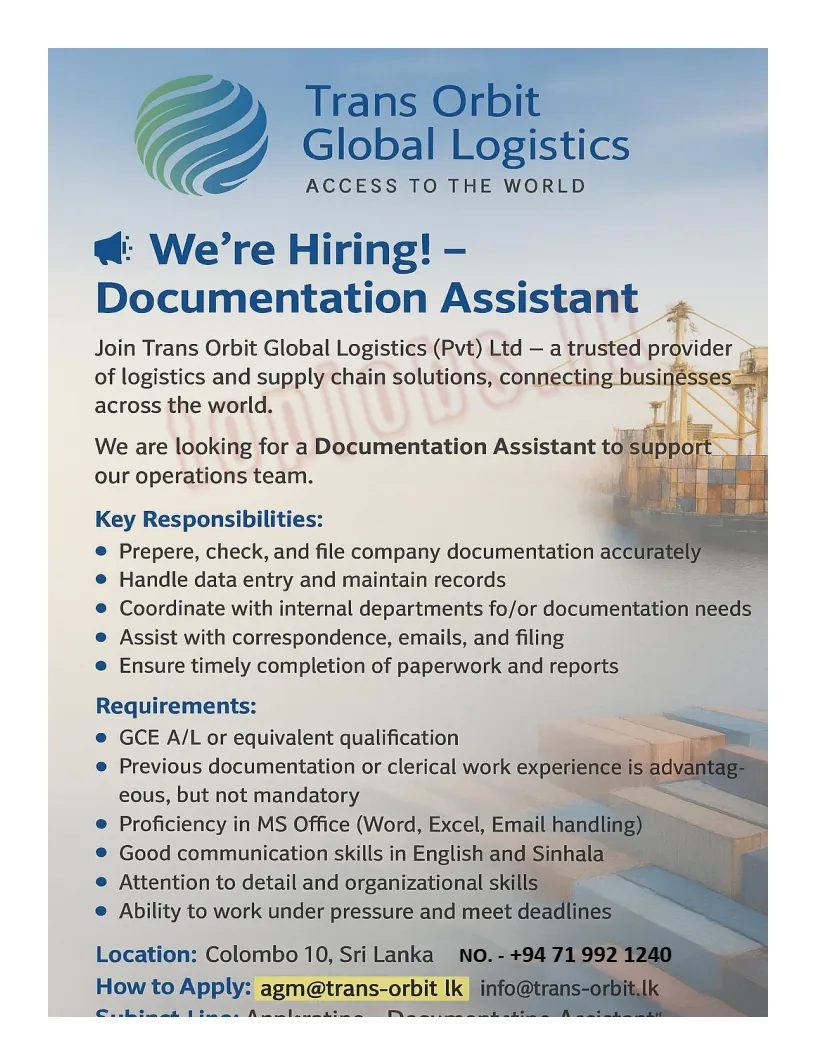 Trans Orbit
Global Logistics
ACCESS TO THE WORLD
We're Hiring! –
Documentation Assistant
Join Trans Orbit Global Logistics (Pvt) Ltd – a trusted provider
of logistics and supply chain solutions, connecting businesses
across the world.
We are looking for a Documentation Assistant to support
our operations team.
Key Responsibilities:
• Prepere, check, and file company documentation accurately
• Handle data entry and maintain records
• Coordinate with internal departments fo/or documentation needs
• Assist with correspondence, emails, and filing
• Ensure timely completion of paperwork and reports
Requirements:
• GCE A/L or equivalent qualification
• Previous documentation or clerical work experience is advantag-
eous, but not mandatory
• Proficiency in MS Office (Word, Excel, Email handling)
• Good communication skills in English and Sinhala
• Attention to detail and organizational skills
• Ability to work under pressure and meet deadlines
Location: Colombo 10, Sri Lanka NO. - +94 71 992 1240
How to Apply: agm@trans-orbit lk info@trans-orbit.lk